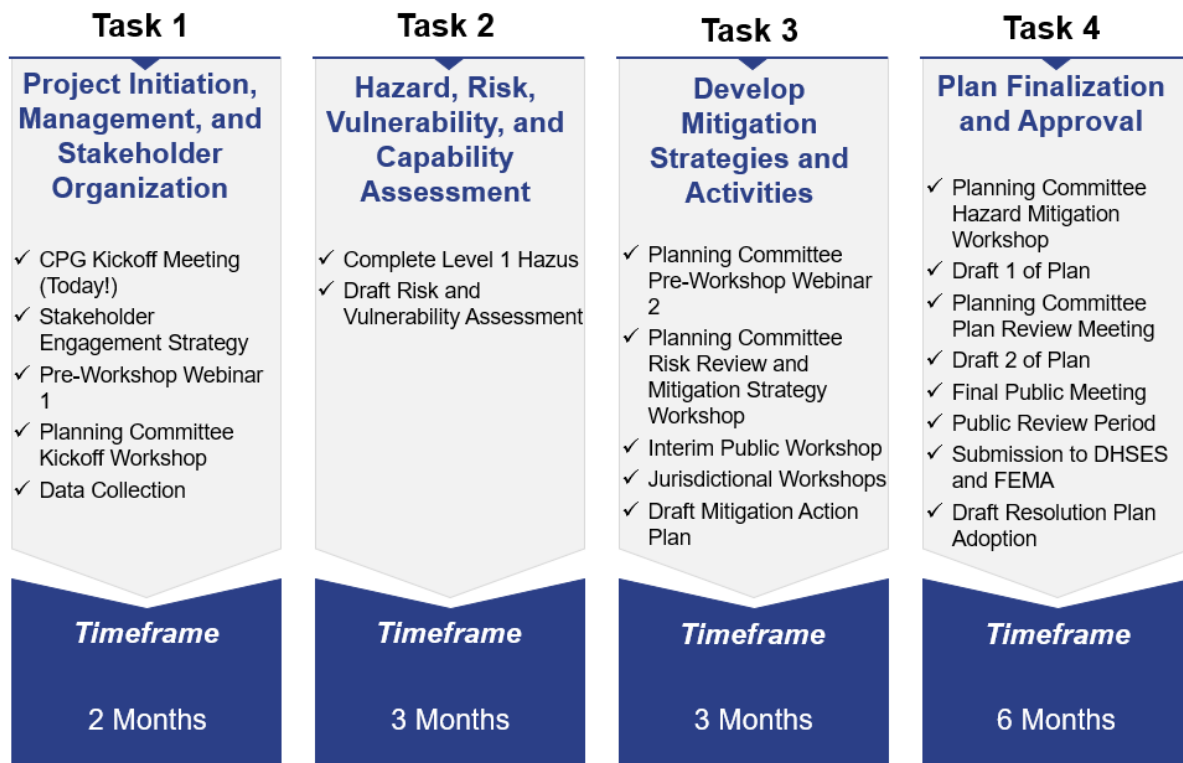 Task 1
Project Initiation,
Management, and
Stakeholder
Organization
✓ CPG Kickoff Meeting
(Today!)
✓ Stakeholder
Engagement Strategy
✓ Pre-Workshop Webinar
1
✓ Planning Committee
Kickoff Workshop
✓ Data Collection
Timeframe
2 Months
Task 2
Hazard, Risk,
Vulnerability, and
Capability
Assessment
✓ Complete Level 1 Hazus
✓ Draft Risk and
Vulnerability Assessment
Timeframe
3 Months
Task 3
Develop
Mitigation
Strategies and
Activities
✓ Planning Committee
Pre-Workshop Webinar
2
✓ Planning Committee
Risk Review and
Mitigation Strategy
Workshop
✓ Interim Public Workshop
✓ Jurisdictional Workshops
✓ Draft Mitigation Action
Plan
Timeframe
3 Months
Task 4
Plan Finalization
and Approval
✓ Planning Committee
Hazard Mitigation
Workshop
✓ Draft 1 of Plan
✓ Planning Committee
Plan Review Meeting
✓ Draft 2 of Plan
✓ Final Public Meeting
✓ Public Review Period
✓ Submission to DHSES
and FEMA
✓ Draft Resolution Plan
Adoption
Timeframe
6 Months